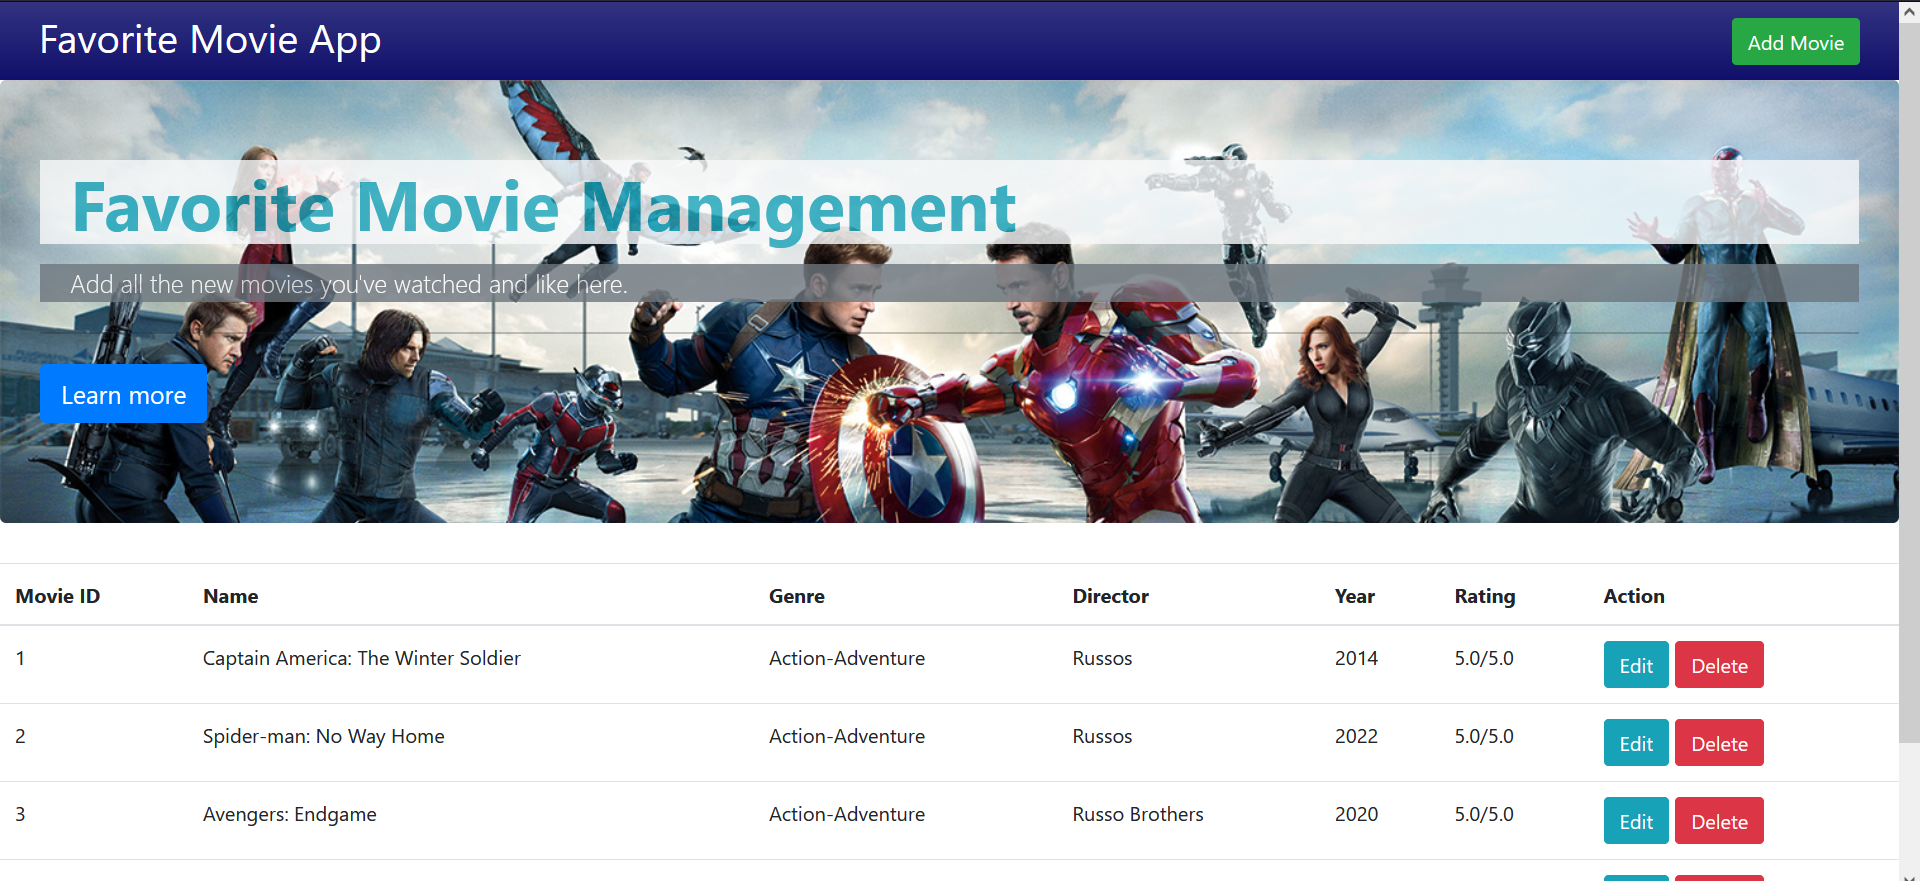 Favorite Movie App
Add Movie
Favorite Movie Management
Add all the new movies you've watched and like here.
Learn more
Movie ID Name Genre Director Year Rating Action
1 Captain America: The Winter Soldier Action-Adventure Russos 2014 5.0/5.0 Edit Delete
2 Spider-man: No Way Home Action-Adventure Russos 2022 5.0/5.0 Edit Delete
3 Avengers: Endgame Action-Adventure Russo Brothers 2020 5.0/5.0 Edit Delete